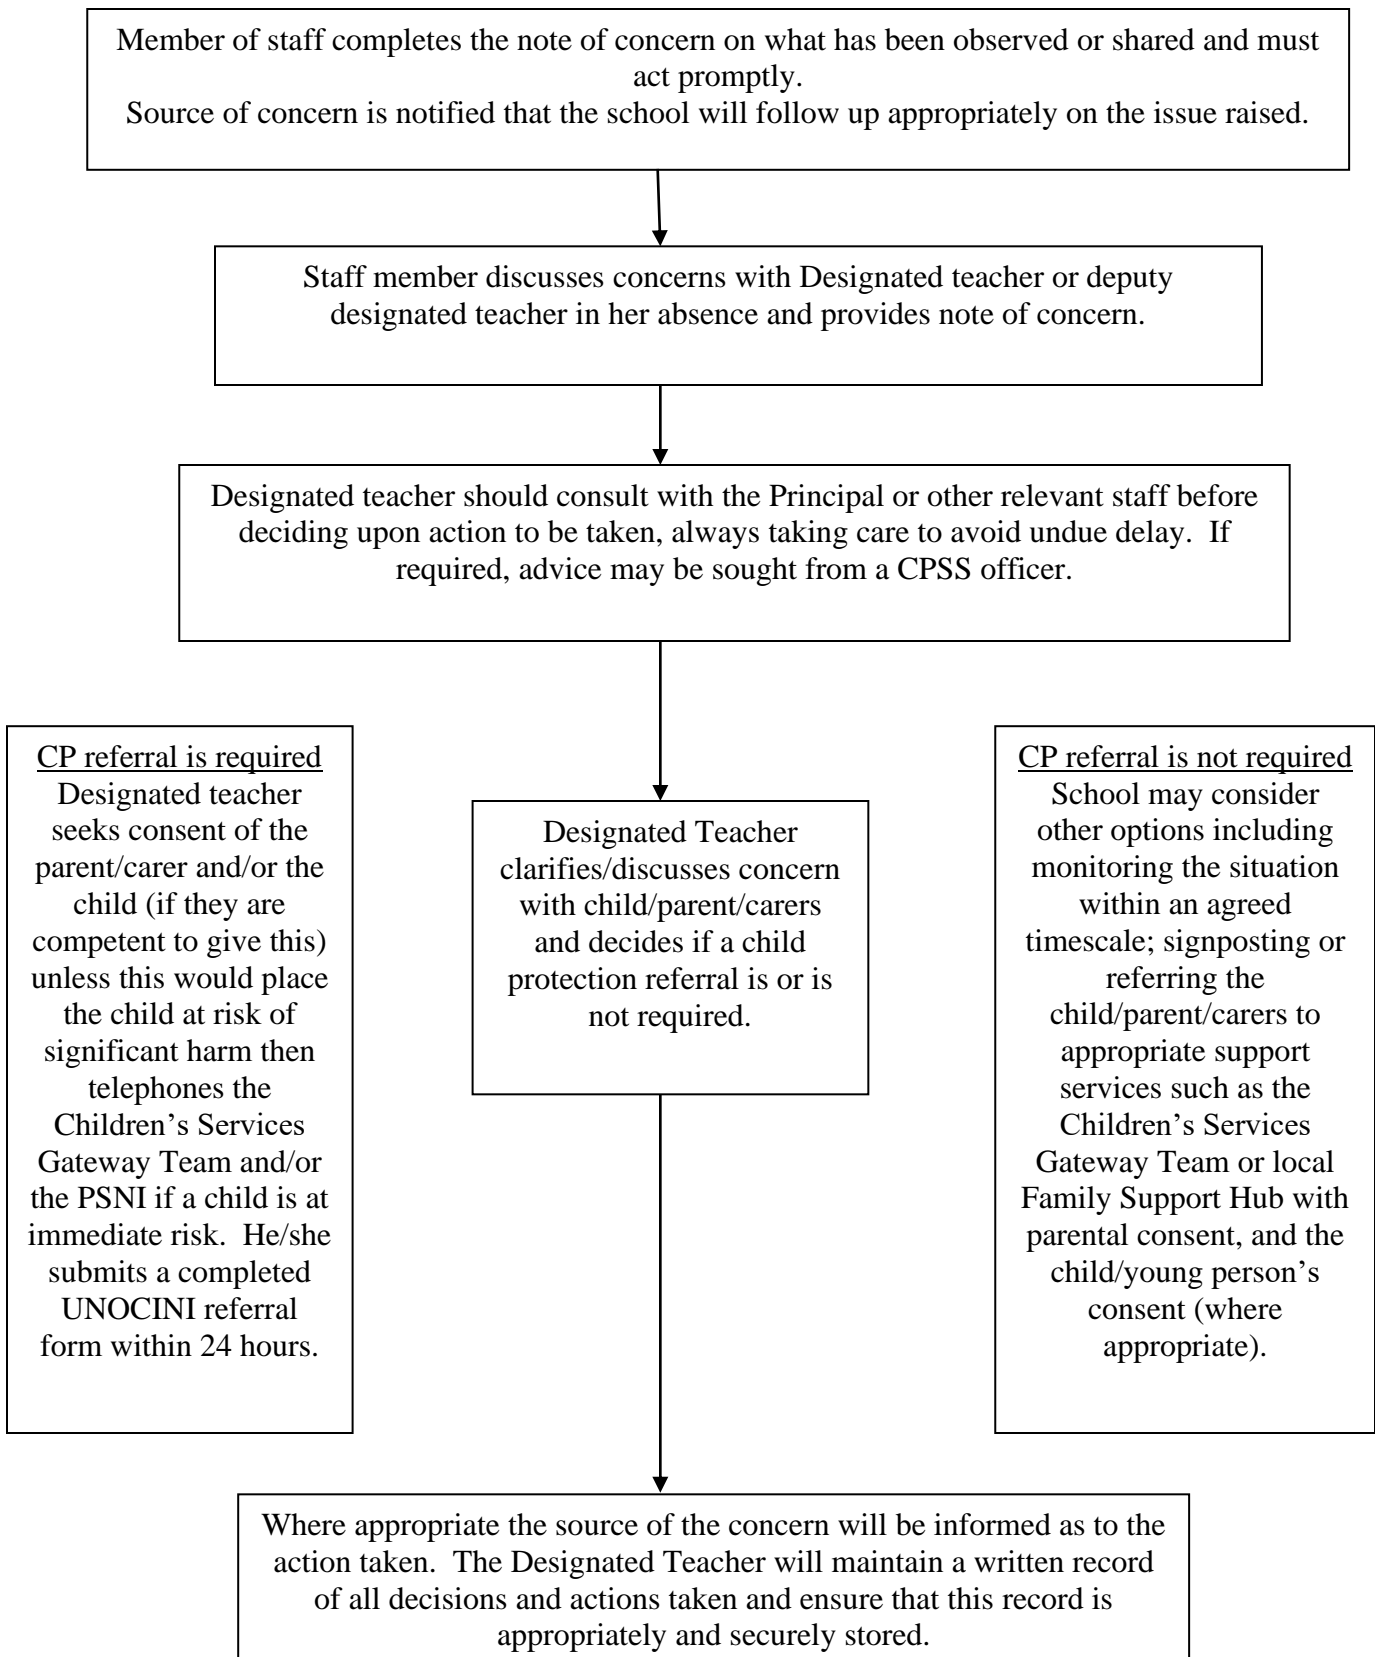 Member of staff completes the note of concern on what has been observed or shared and must
act promptly.
Source of concern is notified that the school will follow up appropriately on the issue raised.
Staff member discusses concerns with Designated teacher or deputy
designated teacher in her absence and provides note of concern.
Designated teacher should consult with the Principal or other relevant staff before
deciding upon action to be taken, always taking care to avoid undue delay.  If
required, advice may be sought from a CPSS officer.
CP referral is required
Designated teacher
seeks consent of the
parent/carer and/or the
child (if they are
competent to give this)
unless this would place
the child at risk of
significant harm then
telephones the
Children’s Services
Gateway Team and/or
the PSNI if a child is at
immediate risk.  He/she
submits a completed
UNOCINI referral
form within 24 hours.
Designated Teacher
clarifies/discusses concern
with child/parent/carers
and decides if a child
protection referral is or is
not required.
CP referral is not required
School may consider
other options including
monitoring the situation
within an agreed
timescale; signposting or
referring the
child/parent/carers to
appropriate support
services such as the
Children’s Services
Gateway Team or local
Family Support Hub with
parental consent, and the
child/young person’s
consent (where
appropriate).
Where appropriate the source of the concern will be informed as to the
action taken.  The Designated Teacher will maintain a written record
of all decisions and actions taken and ensure that this record is
appropriately and securely stored.